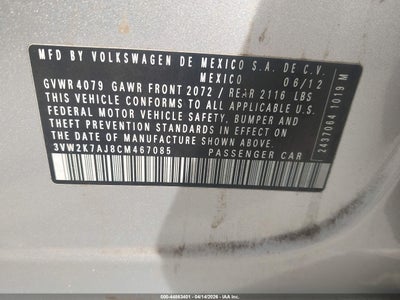 MFD BY VOLKSWAGEN DE MEXICO S.A. DE C.V.
MEXICO 06/12
GVWR 4079 GAWR FRONT 2072 / REAR 2116 LBS
THIS VEHICLE CONFORMS TO ALL APPLICABLE U.S.
FEDERAL MOTOR VEHICLE SAFETY, BUMPER AND
THEFT PREVENTION STANDARDS IN EFFECT ON
THE DATE OF MANUFACTURE SHOWN ABOVE.
3VW2K7AJ8CM467085 PASSENGER CAR
2437064 1019 M
500-44863401 - 04/14/2026 - IAA, Inc.